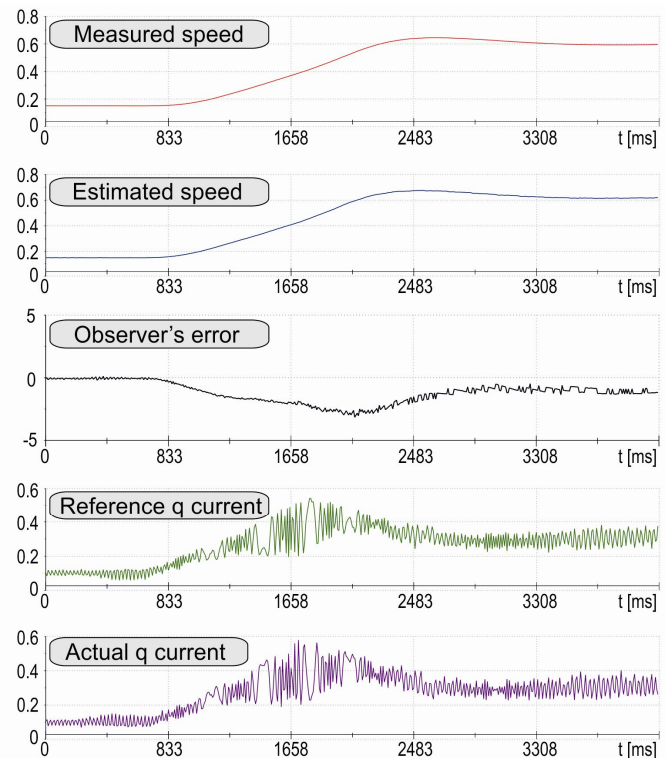 0.8
Measured speed
0.6
0.4
0.2
0
0 833 1658 2483 3308 t [ms]
0.8
Estimated speed
0.6
0.4
0.2
0
0 833 1658 2483 3308 t [ms]
5
Observer's error
0
-5
0 833 1658 2483 3308 t [ms]
0.6
Reference q current
0.4
0.2
0
0 833 1658 2483 3308 t [ms]
0.6
Actual q current
0.4
0.2
0
0 833 1658 2483 3308 t [ms]